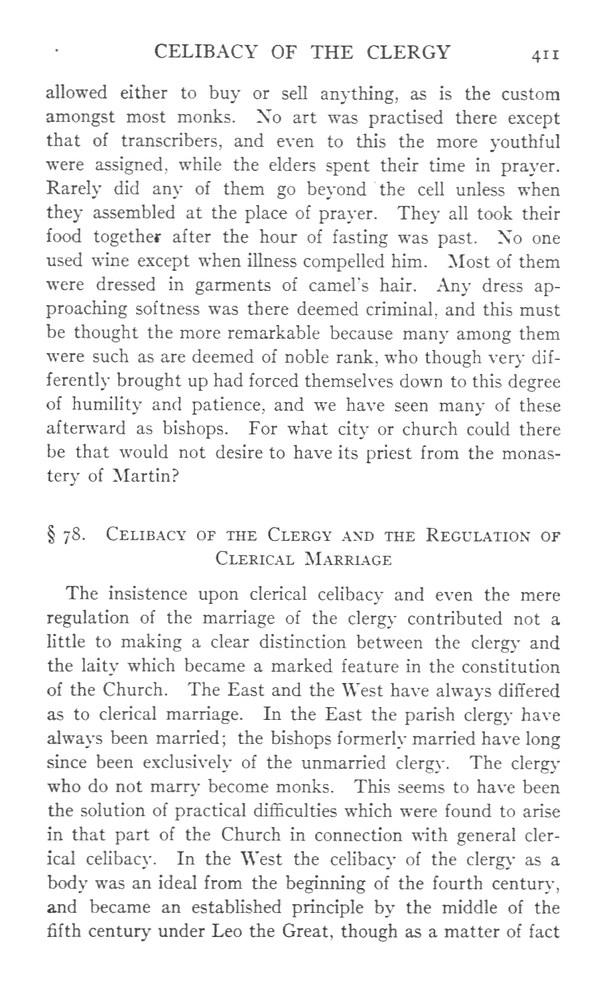 CELIBACY OF THE CLERGY 411
allowed either to buy or sell anything, as is the custom
amongst most monks. No art was practised there except
that of transcribers, and even to this the more youthful
were assigned, while the elders spent their time in prayer.
Rarely did any of them go beyond the cell unless when
they assembled at the place of prayer. They all took their
food together after the hour of fasting was past. No one
used wine except when illness compelled him. Most of them
were dressed in garments of camel's hair. Any dress ap-
proaching softness was there deemed criminal, and this must
be thought the more remarkable because many among them
were such as are deemed of noble rank, who though very dif-
ferently brought up had forced themselves down to this degree
of humility and patience, and we have seen many of these
afterward as bishops. For what city or church could there
be that would not desire to have its priest from the monas-
tery of Martin?
§ 78. Celibacy of the Clergy and the Regulation of
Clerical Marriage
The insistence upon clerical celibacy and even the mere
regulation of the marriage of the clergy contributed not a
little to making a clear distinction between the clergy and
the laity which became a marked feature in the constitution
of the Church. The East and the West have always differed
as to clerical marriage. In the East the parish clergy have
always been married; the bishops formerly married have long
since been exclusively of the unmarried clergy. The clergy
who do not marry become monks. This seems to have been
the solution of practical difficulties which were found to arise
in that part of the Church in connection with general cler-
ical celibacy. In the West the celibacy of the clergy as a
body was an ideal from the beginning of the fourth century,
and became an established principle by the middle of the
fifth century under Leo the Great, though as a matter of fact